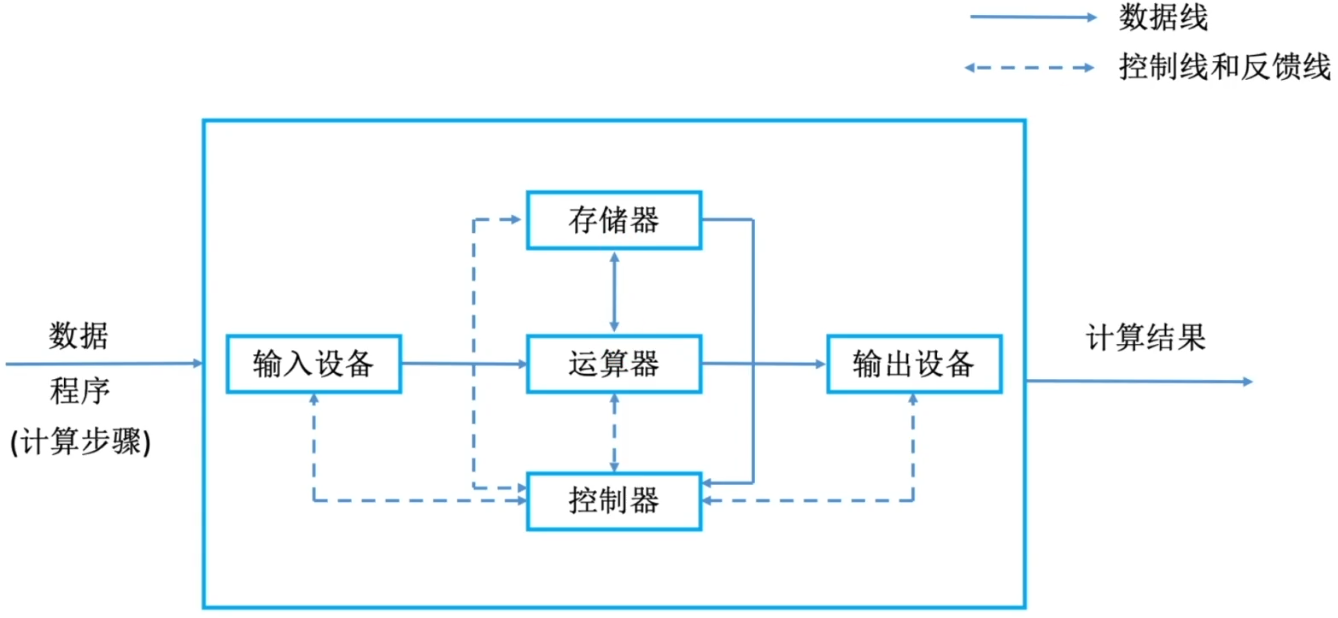 数据线
控制线和反馈线
存储器
数据
程序
(计算步骤)
输入设备
运算器
输出设备
计算结果
控制器